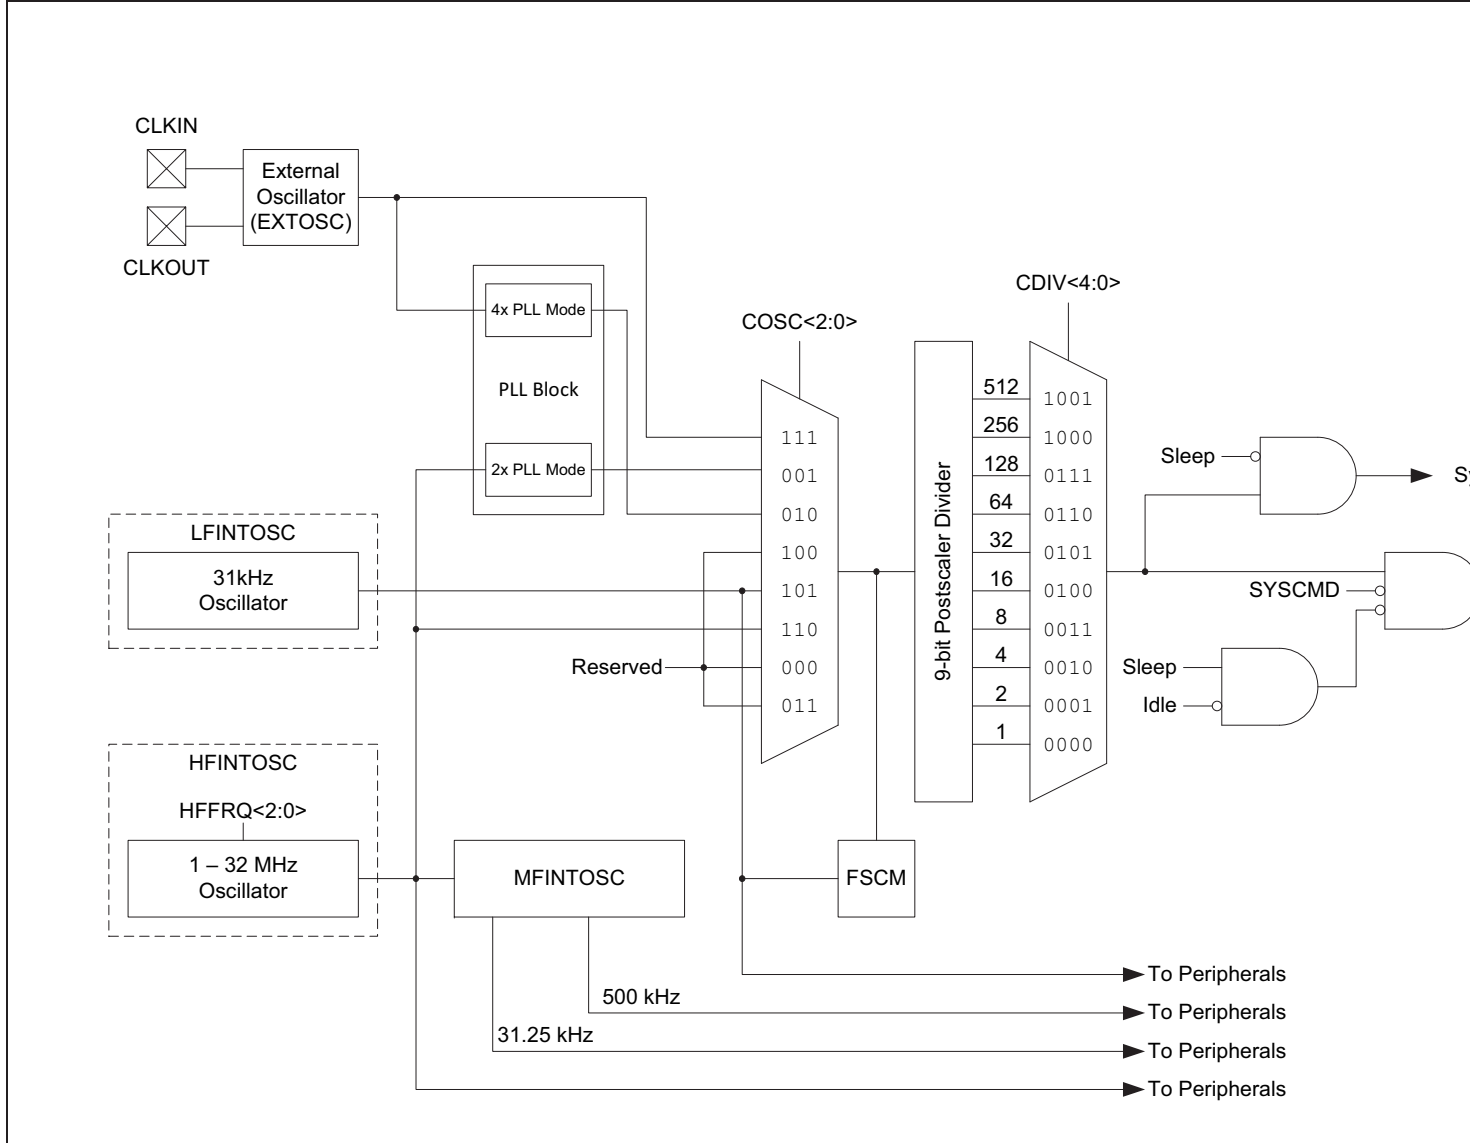 CLKIN
External
Oscillator
(EXTOSC)
CLKOUT
4x PLL Mode
PLL Block
2x PLL Mode
COSC<2:0>
111
001
010
100
101
110
000
011
LFINTOSC
31kHz
Oscillator
Reserved
HFINTOSC
HFFRQ<2:0>
1 – 32 MHz
Oscillator
MFINTOSC
FSCM
9-bit Postscaler Divider
CDIV<4:0>
512
1001
256
1000
128
0111
64
0110
32
0101
16
0100
8
0011
4
0010
2
0001
1
0000
Sleep
Sy
SYSCMD
Sleep
Idle
To Peripherals
500 kHz
To Peripherals
31.25 kHz
To Peripherals
To Peripherals